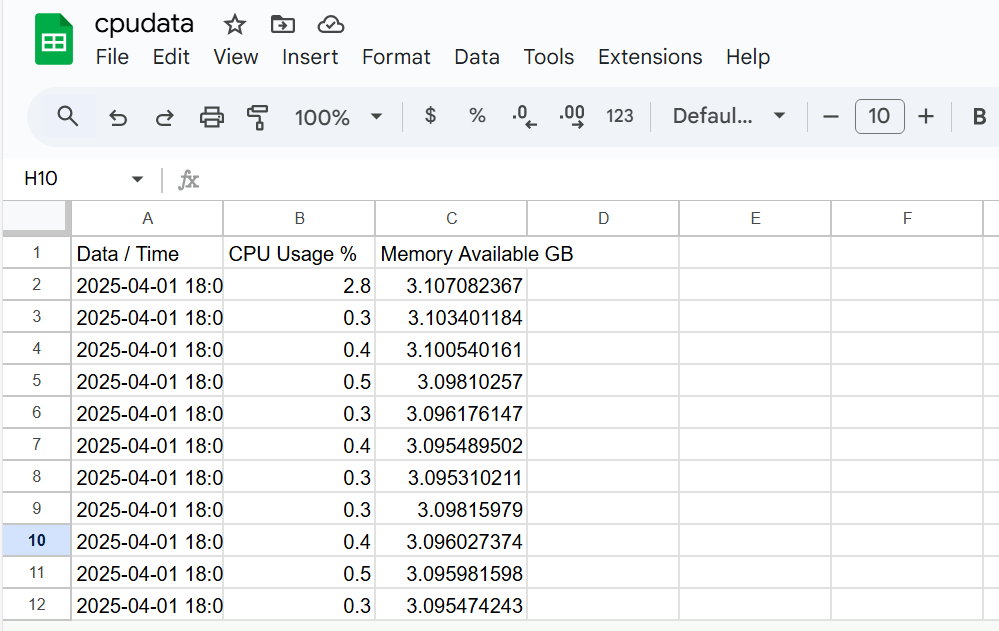 cpudata
File Edit View Insert Format Data Tools Extensions Help
100% $ % .0 .00 123 Defaul... − 10 + B
H10 fx
A B C D E F
1 Data / Time CPU Usage % Memory Available GB
2 2025-04-01 18:0 2.8 3.107082367
3 2025-04-01 18:0 0.3 3.103401184
4 2025-04-01 18:0 0.4 3.100540161
5 2025-04-01 18:0 0.5 3.09810257
6 2025-04-01 18:0 0.3 3.096176147
7 2025-04-01 18:0 0.4 3.095489502
8 2025-04-01 18:0 0.3 3.095310211
9 2025-04-01 18:0 0.3 3.09815979
10 2025-04-01 18:0 0.4 3.096027374
11 2025-04-01 18:0 0.5 3.095981598
12 2025-04-01 18:0 0.3 3.095474243